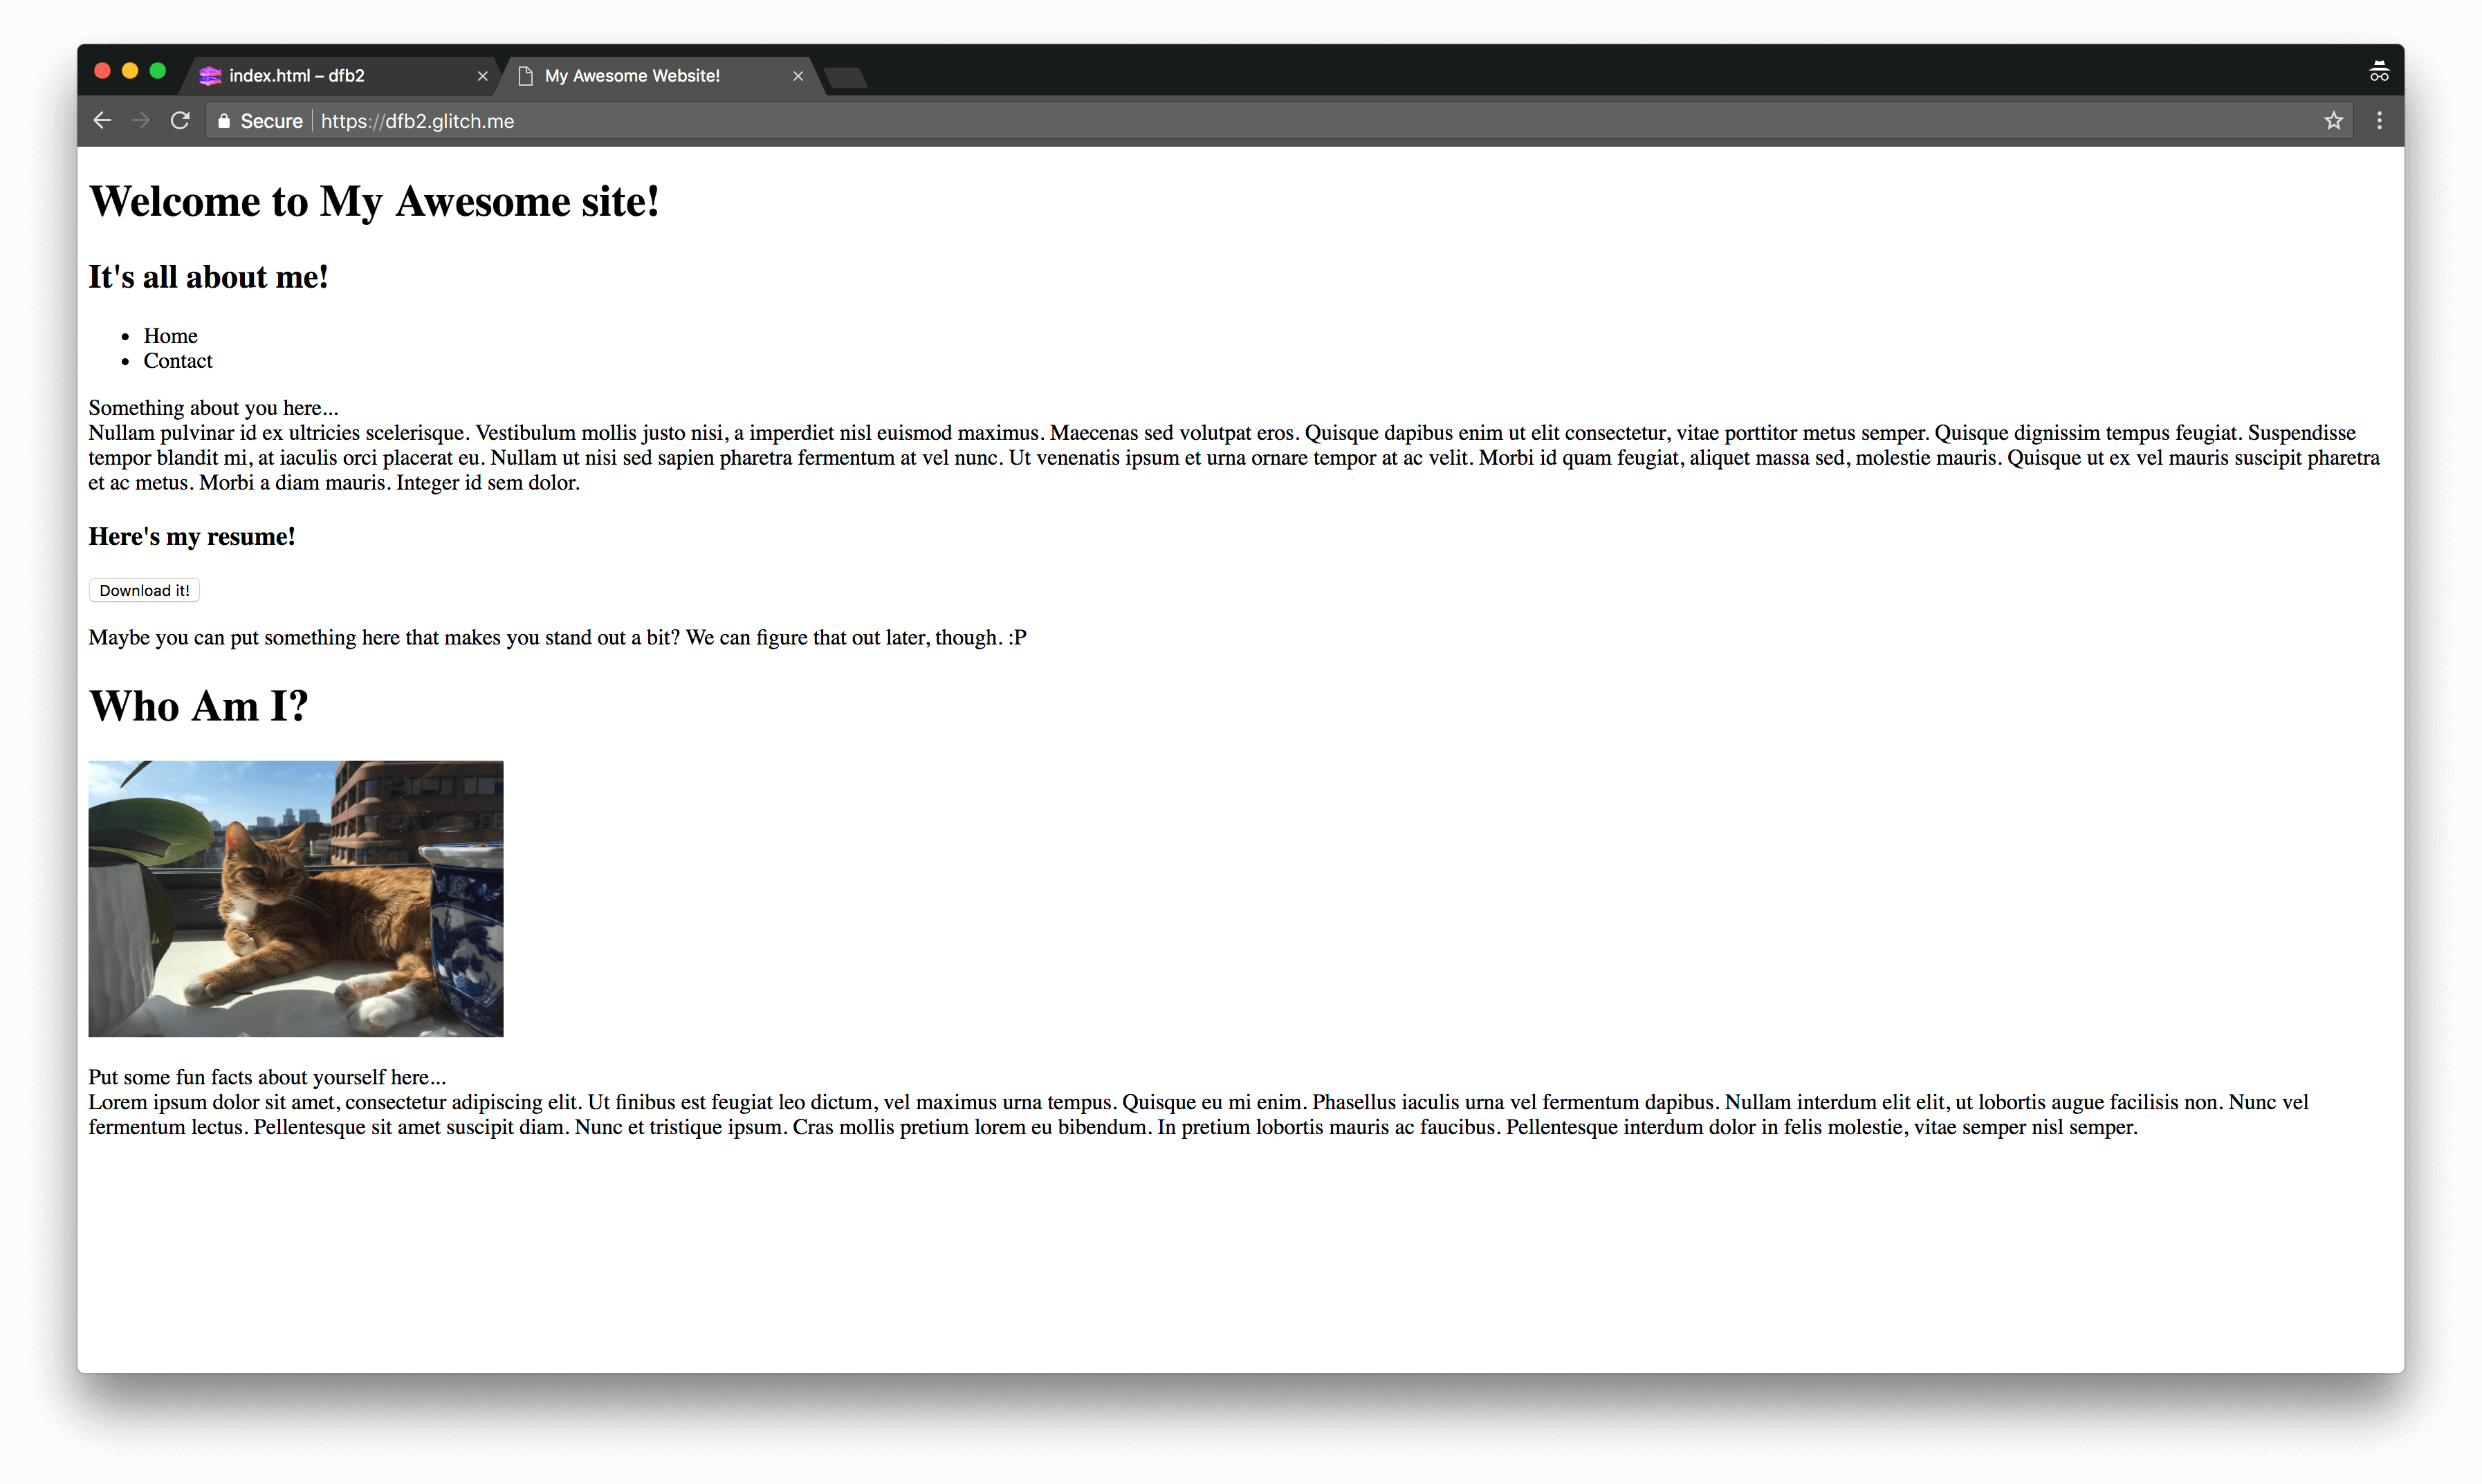 index.html – dfb2
My Awesome Website!
Secure
https://dfb2.glitch.me
Welcome to My Awesome site!
It's all about me!
Home
Contact
Something about you here...
Nullam pulvinar id ex ultricies scelerisque. Vestibulum mollis justo nisi, a imperdiet nisl euismod maximus. Maecenas sed volutpat eros. Quisque dapibus enim ut elit consectetur, vitae porttitor metus semper. Quisque dignissim tempus feugiat. Suspendisse
tempor blandit mi, at iaculis orci placerat eu. Nullam ut nisi sed sapien pharetra fermentum at vel nunc. Ut venenatis ipsum et urna ornare tempor at ac velit. Morbi id quam feugiat, aliquet massa sed, molestie mauris. Quisque ut ex vel mauris suscipit pharetra
et ac metus. Morbi a diam mauris. Integer id sem dolor.
Here's my resume!
Download it!
Maybe you can put something here that makes you stand out a bit? We can figure that out later, though. :P
Who Am I?
Put some fun facts about yourself here...
Lorem ipsum dolor sit amet, consectetur adipiscing elit. Ut finibus est feugiat leo dictum, vel maximus urna tempus. Quisque eu mi enim. Phasellus iaculis urna vel fermentum dapibus. Nullam interdum elit elit, ut lobortis augue facilisis non. Nunc vel
fermentum lectus. Pellentesque sit amet suscipit diam. Nunc et tristique ipsum. Cras mollis pretium lorem eu bibendum. In pretium lobortis mauris ac faucibus. Pellentesque interdum dolor in felis molestie, vitae semper nisl semper.